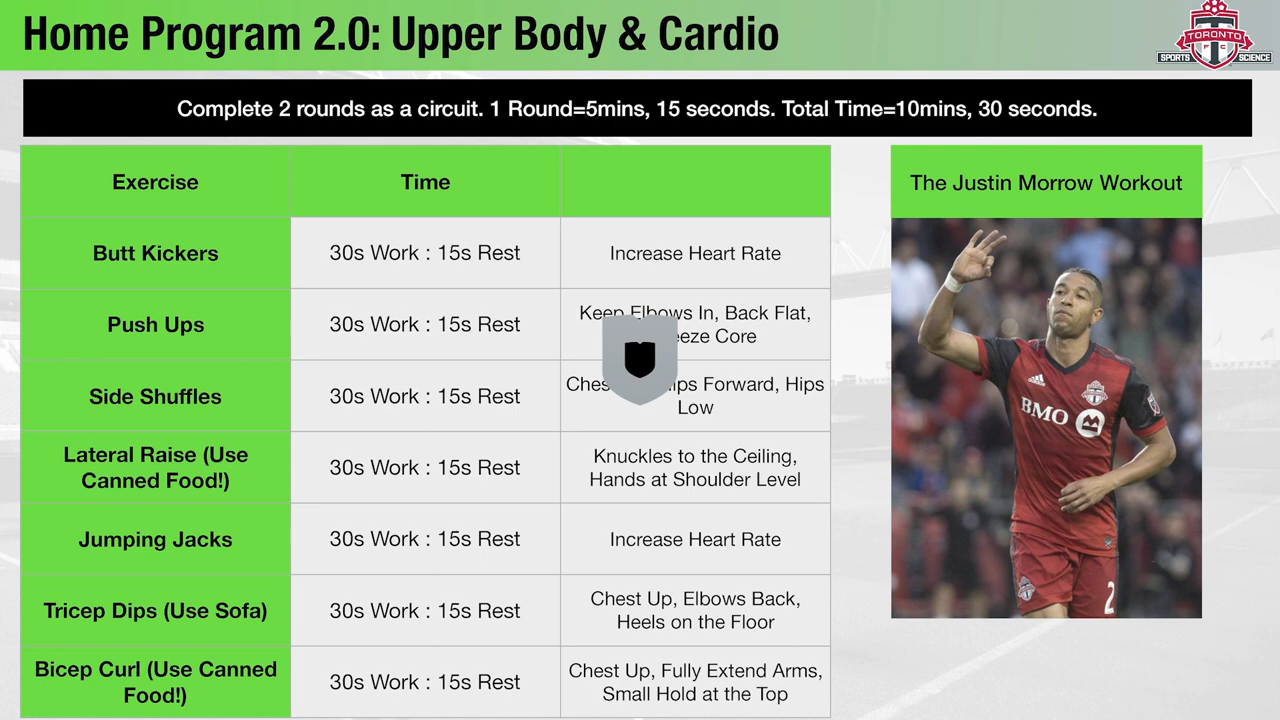 Home Program 2.0: Upper Body & Cardio
TORONTO
FC
SPORTS SCIENCE
Complete 2 rounds as a circuit. 1 Round=5mins, 15 seconds. Total Time=10mins, 30 seconds.
Exercise Time
The Justin Morrow Workout
Butt Kickers 30s Work : 15s Rest Increase Heart Rate
Push Ups 30s Work : 15s Rest Keep Elbows In, Back Flat,
Core
Side Shuffles 30s Work : 15s Rest Forward, Hips
Low
Lateral Raise (Use
Canned Food!)
30s Work : 15s Rest
Knuckles to the Ceiling,
Hands at Shoulder Level
Jumping Jacks 30s Work : 15s Rest Increase Heart Rate
Tricep Dips (Use Sofa) 30s Work : 15s Rest Chest Up, Elbows Back,
Heels on the Floor
Bicep Curl (Use Canned
Food!)
30s Work : 15s Rest
Chest Up, Fully Extend Arms,
Small Hold at the Top
adidas
BMO
2